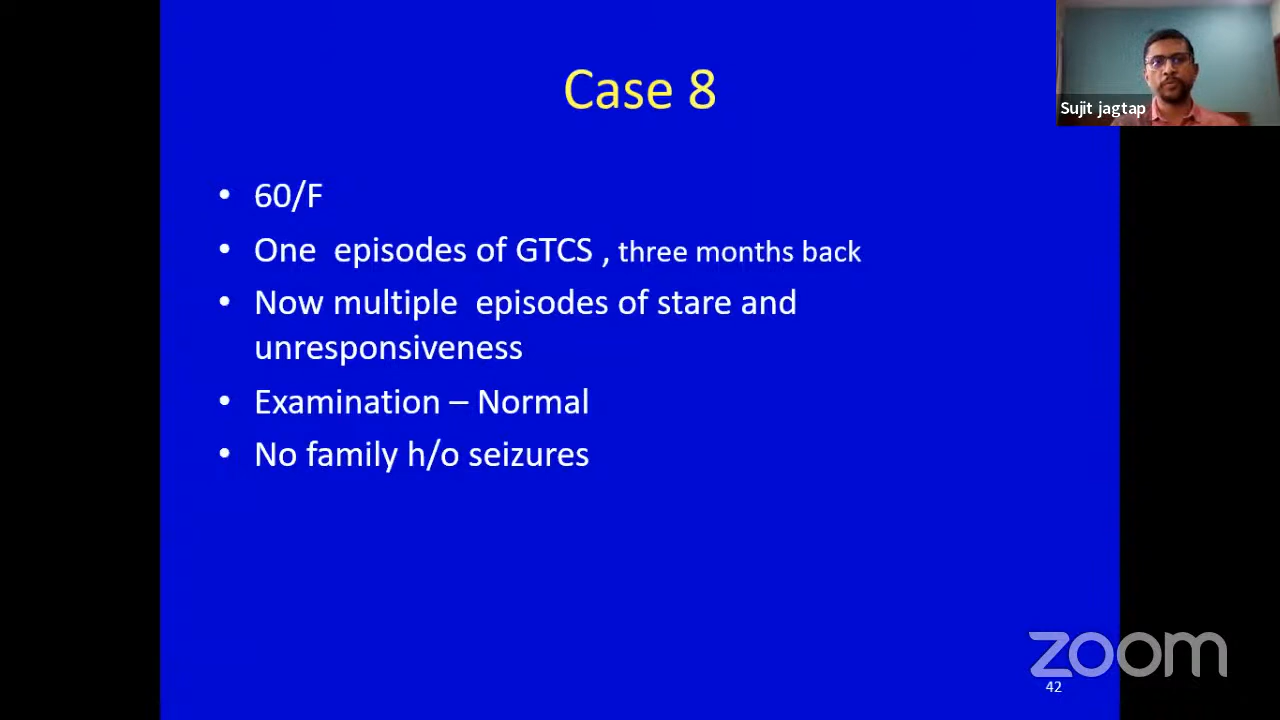 Case 8
Sujit jagtap
• 60/F
• One episodes of GTCS , three months back
• Now multiple episodes of stare and
unresponsiveness
• Examination – Normal
• No family h/o seizures
zoom
42